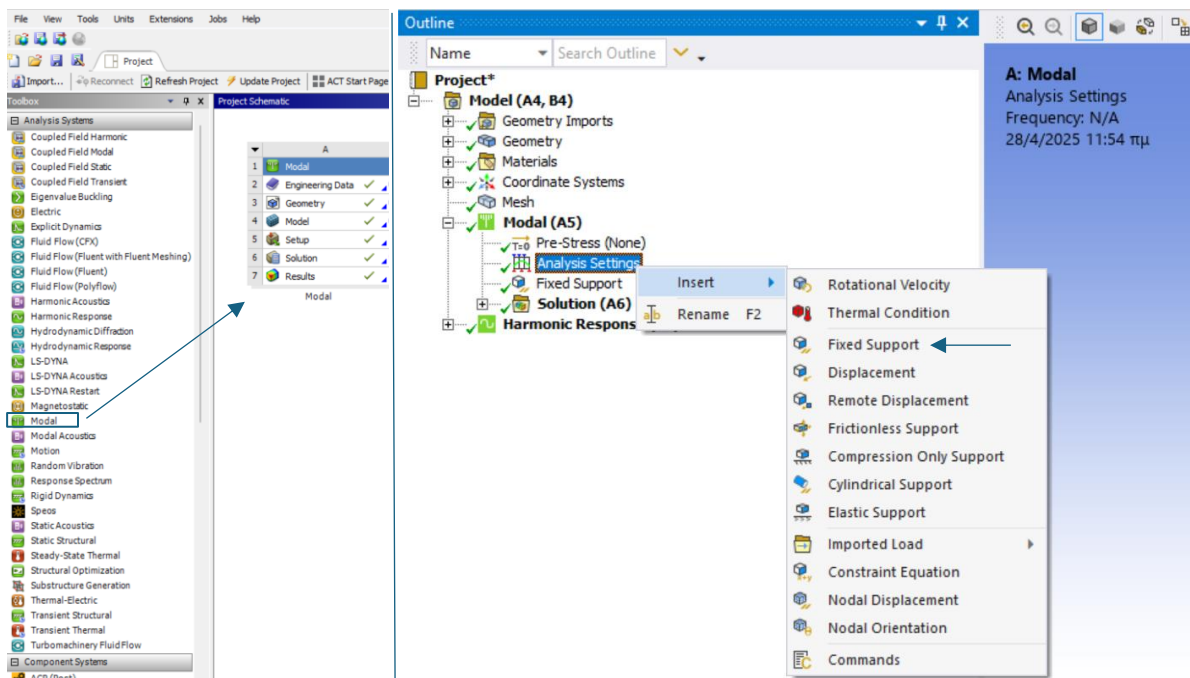 File View Tools Units Extensions Jobs Help
Project
Import... Reconnect Refresh Project Update Project ACT Start Page
Toolbox
Analysis Systems
Coupled Field Harmonic
Coupled Field Modal
Coupled Field Static
Coupled Field Transient
Eigenvalue Buckling
Electric
Explicit Dynamics
Fluid Flow (CFX)
Fluid Flow (Fluent with Fluent Meshing)
Fluid Flow (Fluent)
Fluid Flow (Polyflow)
Harmonic Acoustics
Harmonic Response
Hydrodynamic Diffraction
Hydrodynamic Response
LS-DYNA
LS-DYNA Acoustics
LS-DYNA Restart
Magnetostatic
Modal
Modal Acoustics
Motion
Random Vibration
Response Spectrum
Rigid Dynamics
Speos
Static Acoustics
Static Structural
Steady-State Thermal
Structural Optimization
Substructure Generation
Thermal-Electric
Transient Structural
Transient Thermal
Turbomachinery Fluid Flow
Component Systems
ACP (Post)
Project Schematic
A
1 Modal
2 Engineering Data
3 Geometry
4 Model
5 Setup
6 Solution
7 Results
Modal
Outline
Name Search Outline
Project*
Model (A4, B4)
Geometry Imports
Geometry
Materials
Coordinate Systems
Mesh
Modal (A5)
T=0 Pre-Stress (None)
Analysis Settings
Fixed Support
Solution (A6)
Harmonic Respons
Insert
Rename F2
Rotational Velocity
Thermal Condition
Fixed Support
Displacement
Remote Displacement
Frictionless Support
Compression Only Support
Cylindrical Support
Elastic Support
Imported Load
Constraint Equation
Nodal Displacement
Nodal Orientation
Commands
A: Modal
Analysis Settings
Frequency: N/A
28/4/2025 11:54 πμ